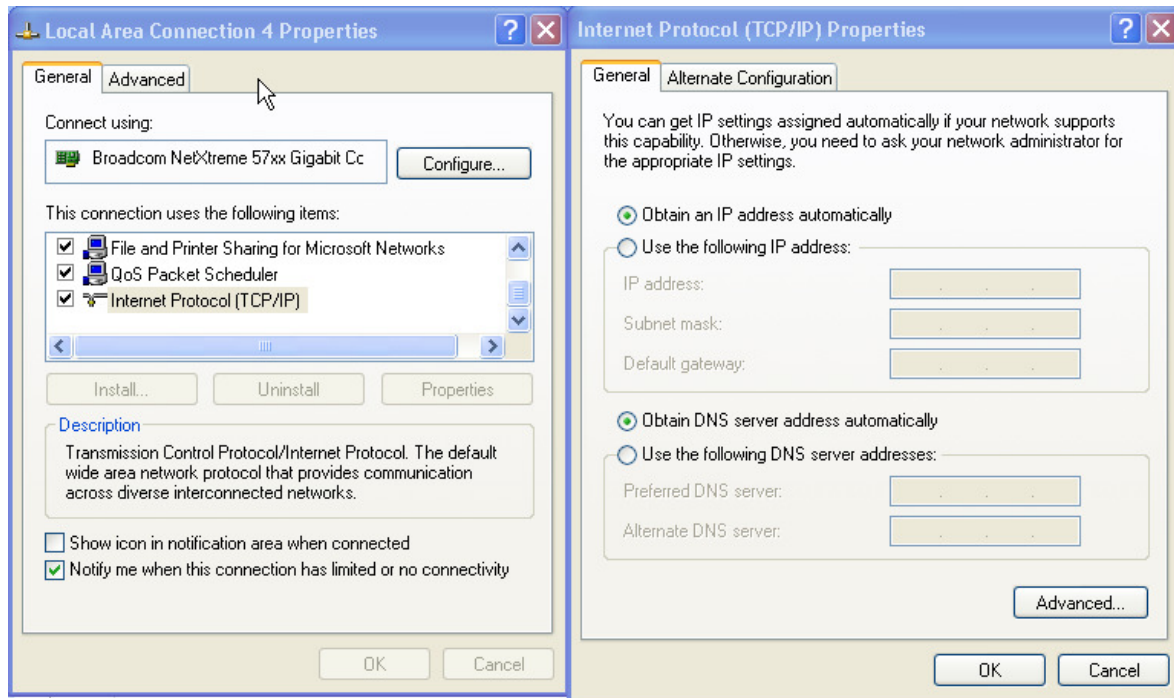 Local Area Connection 4 Properties
General
Advanced
Connect using:
Broadcom NetXtreme 57xx Gigabit Cc
Configure...
This connection uses the following items:
File and Printer Sharing for Microsoft Networks
QoS Packet Scheduler
Internet Protocol (TCP/IP)
Install...
Uninstall
Properties
Description
Transmission Control Protocol/Internet Protocol. The default
wide area network protocol that provides communication
across diverse interconnected networks.
Show icon in notification area when connected
Notify me when this connection has limited or no connectivity
OK
Cancel
Internet Protocol (TCP/IP) Properties
General
Alternate Configuration
You can get IP settings assigned automatically if your network supports
this capability. Otherwise, you need to ask your network administrator for
the appropriate IP settings.
Obtain an IP address automatically
Use the following IP address:
IP address:
Subnet mask:
Default gateway:
Obtain DNS server address automatically
Use the following DNS server addresses:
Preferred DNS server:
Alternate DNS server:
Advanced...
OK
Cancel